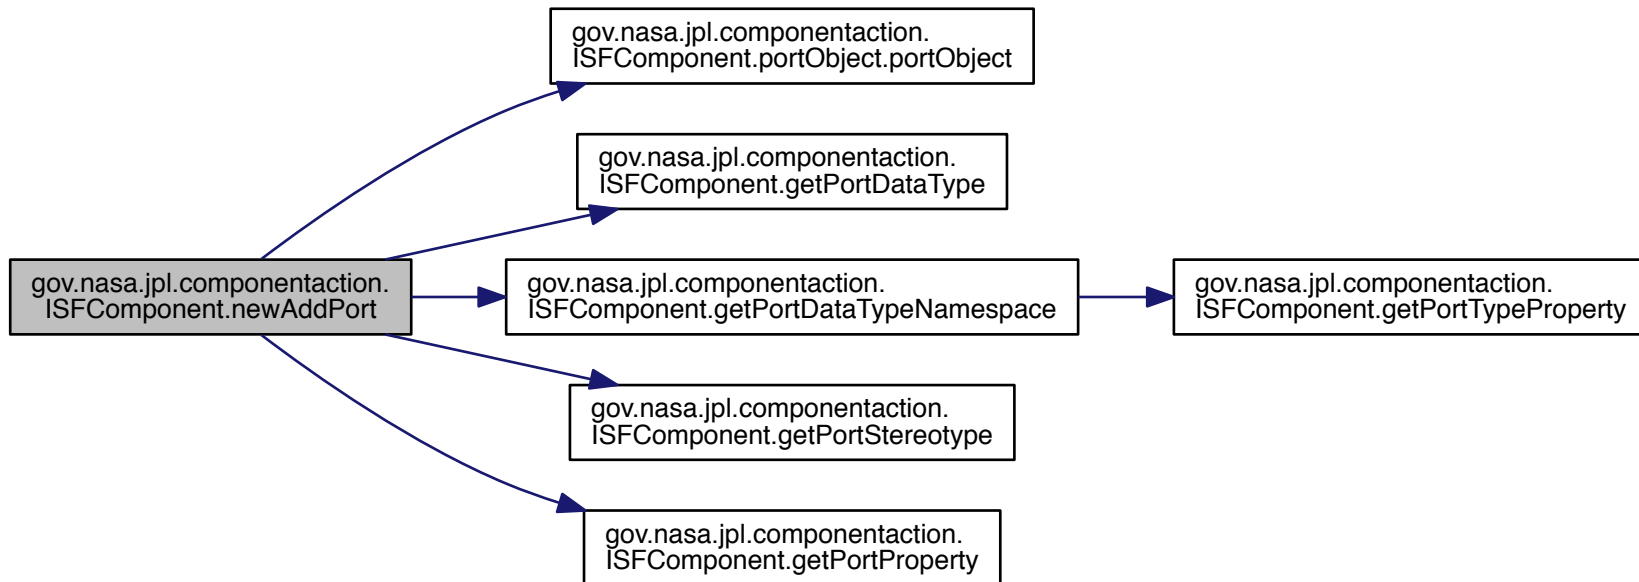 gov.nasa.jpl.componentaction.
ISFComponent.portObject.portObject
gov.nasa.jpl.componentaction.
ISFComponent.getPortDataType
gov.nasa.jpl.componentaction.
ISFComponent.newAddPort
gov.nasa.jpl.componentaction.
ISFComponent.getPortDataTypeNamespace
gov.nasa.jpl.componentaction.
ISFComponent.getPortTypeProperty
gov.nasa.jpl.componentaction.
ISFComponent.getPortStereotype
gov.nasa.jpl.componentaction.
ISFComponent.getPortProperty